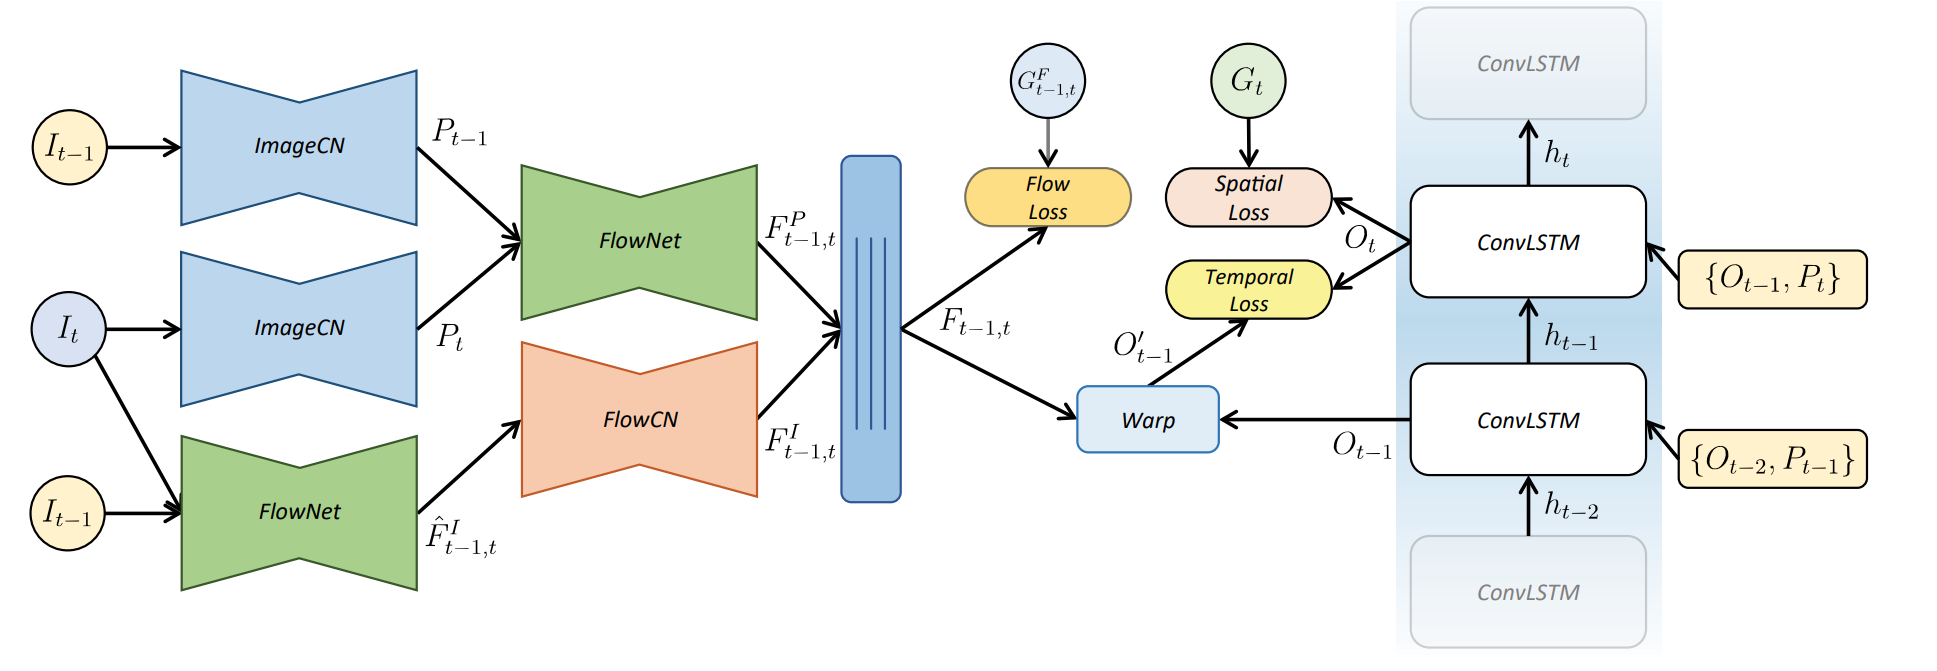 I_{t-1}
ImageCN
P_{t-1}
I_t
ImageCN
P_t
I_{t-1}
FlowNet
\hat{F}^I_{t-1,t}
FlowNet
F^P_{t-1,t}
FlowCN
F^I_{t-1,t}
G^F_{t-1,t}
Flow
Loss
F_{t-1,t}
G_t
Spatial
Loss
O_t
Temporal
Loss
O'_{t-1}
Warp
O_{t-1}
ConvLSTM
h_t
ConvLSTM
{O_{t-1}, P_t}
h_{t-1}
ConvLSTM
{O_{t-2}, P_{t-1}}
h_{t-2}
ConvLSTM